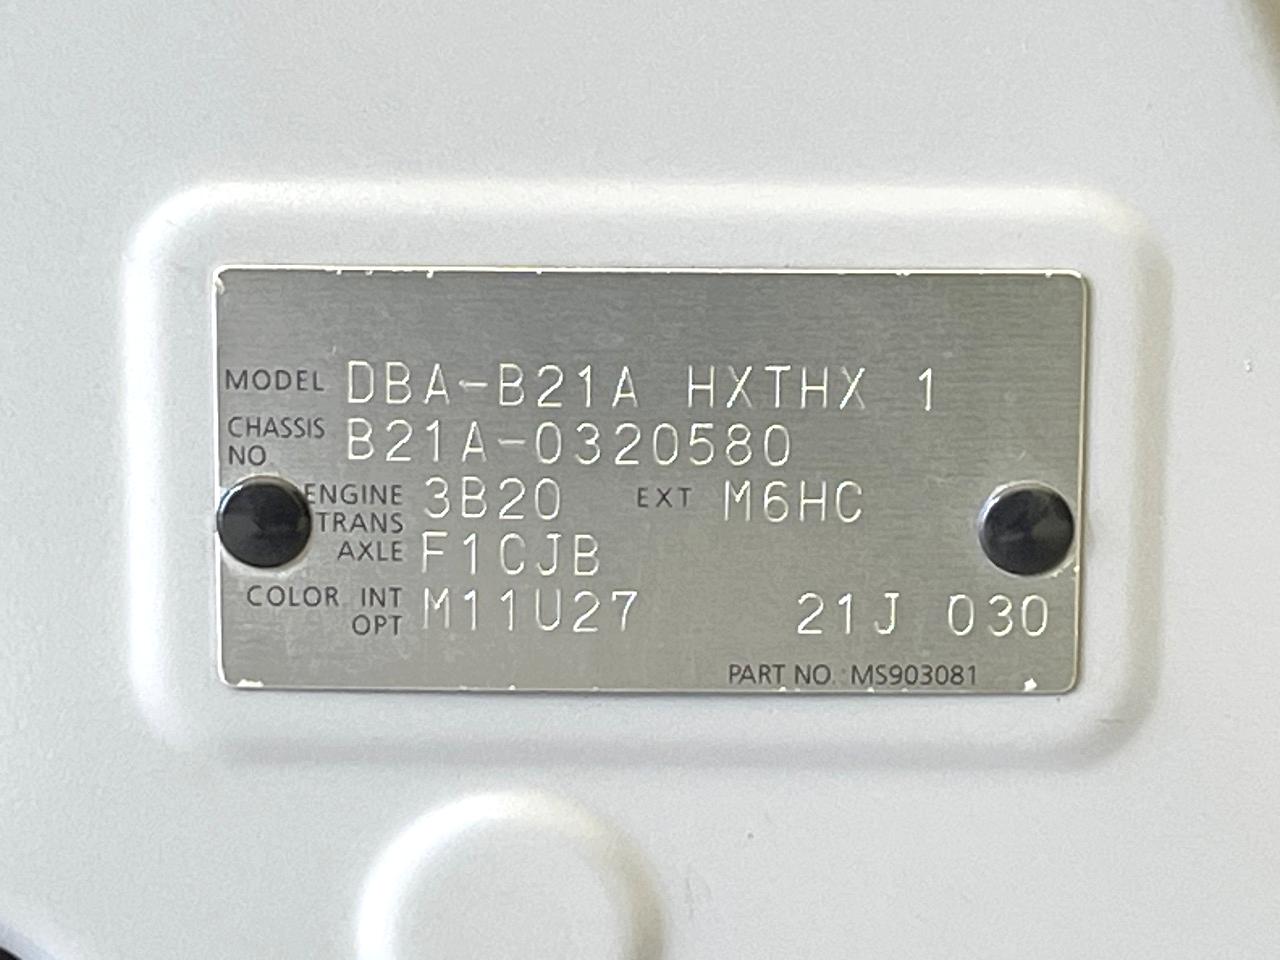 MODEL DBA-B21A HXTHX 1
CHASSIS NO B21A-0320580
ENGINE 3B20 EXT M6HC
TRANS AXLE F1CJB
COLOR INT OPT M11U27 21J 030
PART NO. MS903081